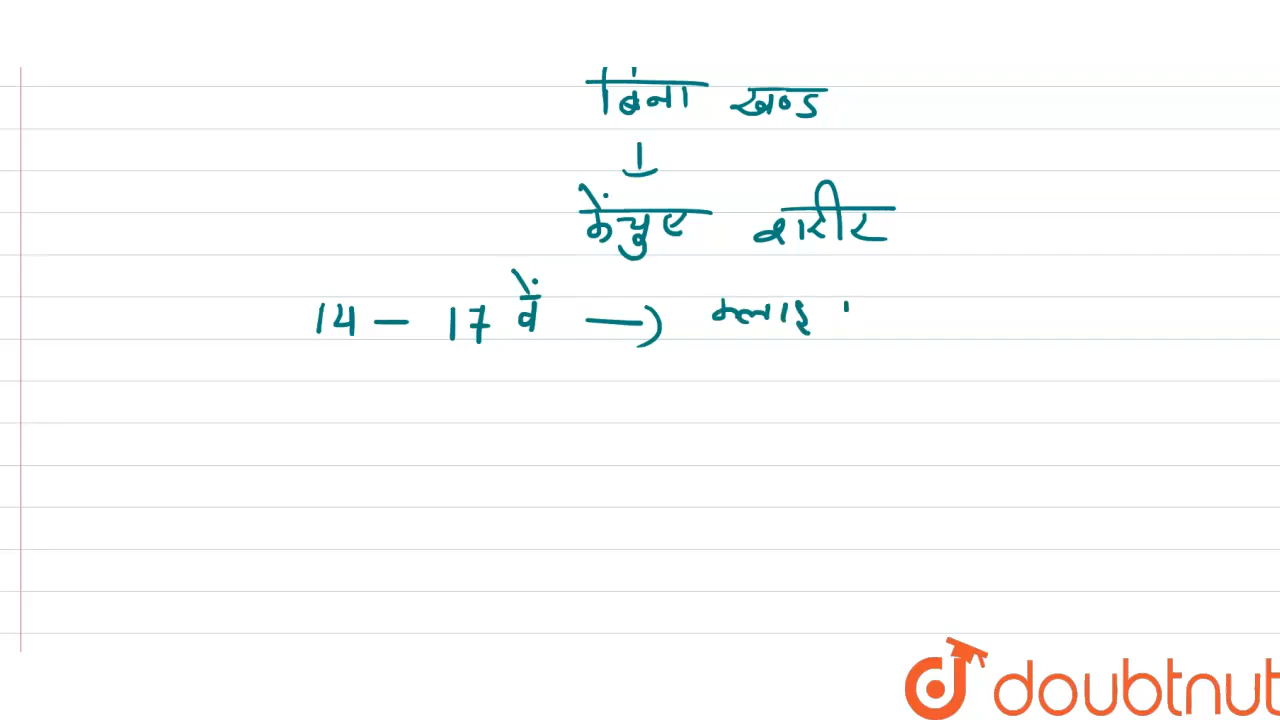 बिना खण्ड
केंचुए शरीर
14 - 17 वें → क्लाइ
doubtnut